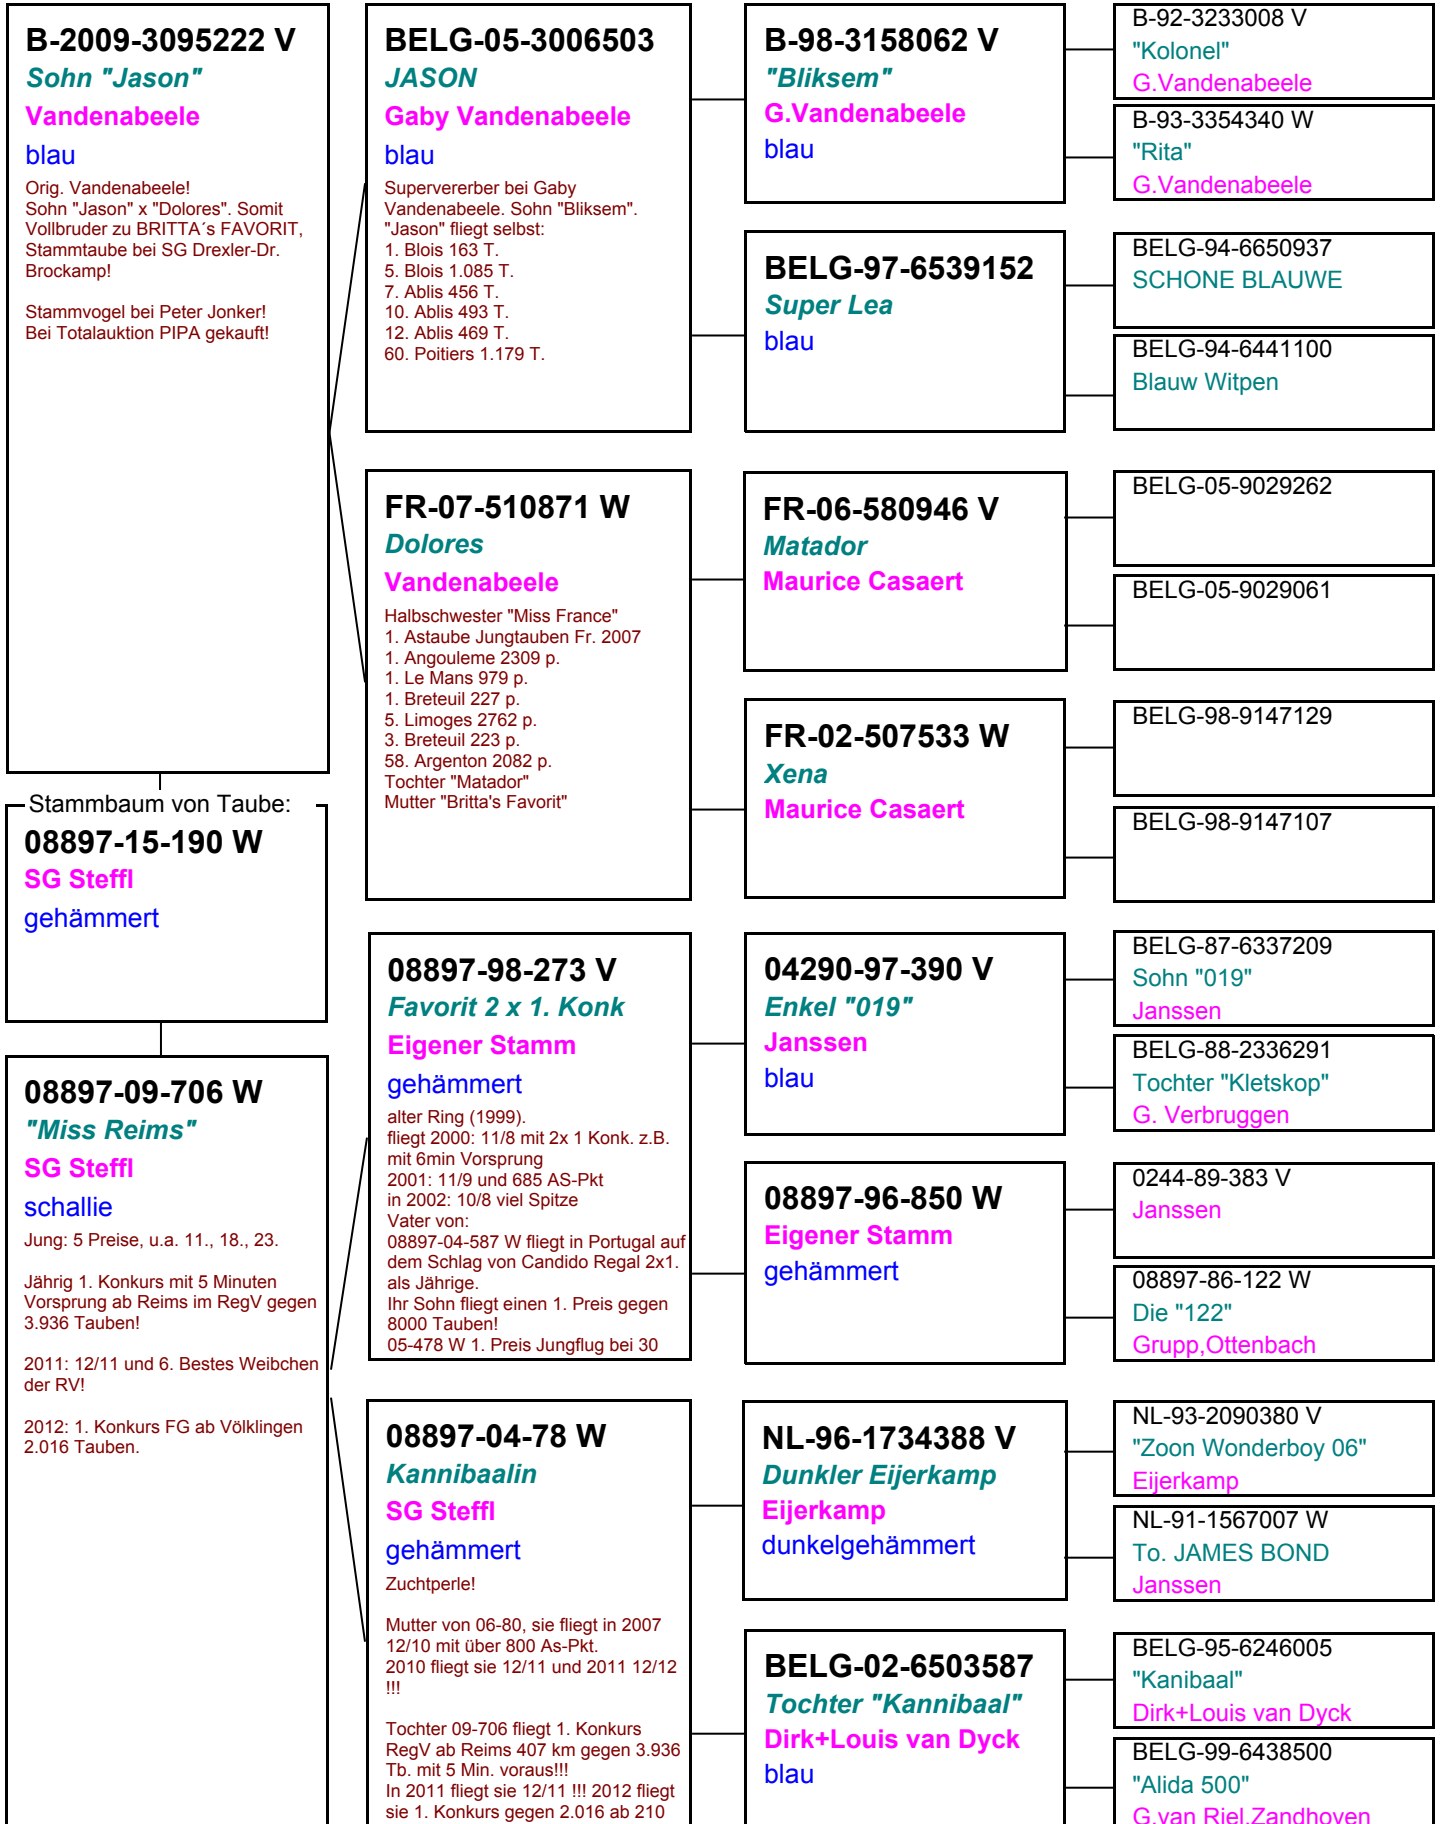 B-2009-3095222 V
Sohn "Jason"
Vandenabeele
blau
Orig. Vandenabeele!
Sohn "Jason" x "Dolores". Somit
Vollbruder zu BRITTA´s FAVORIT,
Stammtaube bei SG Drexler-Dr.
Brockamp!
Stammvogel bei Peter Jonker!
Bei Totalauktion PIPA gekauft!
Stammbaum von Taube:
08897-15-190 W
SG Steffl
gehämmert
08897-09-706 W
"Miss Reims"
SG Steffl
schallie
Jung: 5 Preise, u.a. 11., 18., 23.
Jährig 1. Konkurs mit 5 Minuten
Vorsprung ab Reims im RegV gegen
3.936 Tauben!
2011: 12/11 und 6. Bestes Weibchen
der RV!
2012: 1. Konkurs FG ab Völklingen
2.016 Tauben.
BELG-05-3006503
JASON
Gaby Vandenabeele
blau
Supervererber bei Gaby
Vandenabeele. Sohn "Bliksem".
"Jason" fliegt selbst:
1. Blois 163 T.
5. Blois 1.085 T.
7. Ablis 456 T.
10. Ablis 493 T.
12. Ablis 469 T.
60. Poitiers 1.179 T.
FR-07-510871 W
Dolores
Vandenabeele
Halbschwester "Miss France"
1. Astaube Jungtauben Fr. 2007
1. Angouleme 2309 p.
1. Le Mans 979 p.
1. Breteuil 227 p.
5. Limoges 2762 p.
3. Breteuil 223 p.
58. Argenton 2082 p.
Tochter "Matador"
Mutter "Britta's Favorit"
08897-98-273 V
Favorit 2 x 1. Konk
Eigener Stamm
gehämmert
alter Ring (1999).
fliegt 2000: 11/8 mit 2x 1 Konk. z.B.
mit 6min Vorsprung
2001: 11/9 und 685 AS-Pkt
in 2002: 10/8 viel Spitze
Vater von:
08897-04-587 W fliegt in Portugal auf
dem Schlag von Candido Regal 2x1.
als Jährige.
Ihr Sohn fliegt einen 1. Preis gegen
8000 Tauben!
05-478 W 1. Preis Jungflug bei 30
08897-04-78 W
Kannibaalin
SG Steffl
gehämmert
Zuchtperle!
Mutter von 06-80, sie fliegt in 2007
12/10 mit über 800 As-Pkt.
2010 fliegt sie 12/11 und 2011 12/12
!!!
Tochter 09-706 fliegt 1. Konkurs
RegV ab Reims 407 km gegen 3.936
Tb. mit 5 Min. voraus!!!
In 2011 fliegt sie 12/11 !!! 2012 fliegt
sie 1. Konkurs gegen 2.016 ab 210
B-98-3158062 V
"Bliksem"
G.Vandenabeele
blau
BELG-97-6539152
Super Lea
blau
FR-06-580946 V
Matador
Maurice Casaert
FR-02-507533 W
Xena
Maurice Casaert
04290-97-390 V
Enkel "019"
Janssen
blau
08897-96-850 W
Eigener Stamm
gehämmert
NL-96-1734388 V
Dunkler Eijerkamp
Eijerkamp
dunkelgehämmert
BELG-02-6503587
Tochter "Kannibaal"
Dirk+Louis van Dyck
blau
B-92-3233008 V
"Kolonel"
G.Vandenabeele
B-93-3354340 W
"Rita"
G.Vandenabeele
BELG-94-6650937
SCHONE BLAUWE
BELG-94-6441100
Blauw Witpen
BELG-05-9029262
BELG-05-9029061
BELG-98-9147129
BELG-98-9147107
BELG-87-6337209
Sohn "019"
Janssen
BELG-88-2336291
Tochter "Kletskop"
G. Verbruggen
0244-89-383 V
Janssen
08897-86-122 W
Die "122"
Grupp,Ottenbach
NL-93-2090380 V
"Zoon Wonderboy 06"
Eijerkamp
NL-91-1567007 W
To. JAMES BOND
Janssen
BELG-95-6246005
"Kanibaal"
Dirk+Louis van Dyck
BELG-99-6438500
"Alida 500"
G.van Riel,Zandhoven